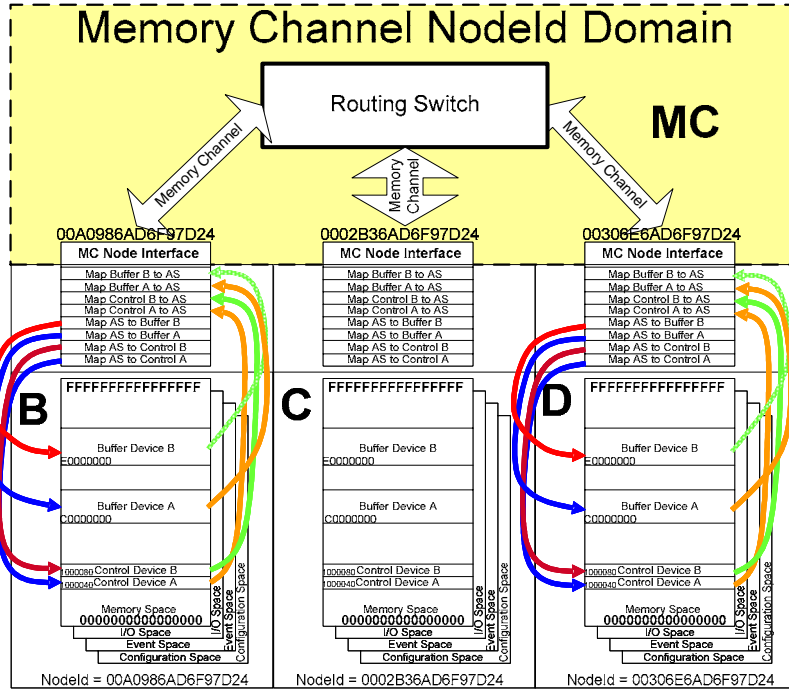 Memory Channel NodeId Domain
Routing Switch
MC
Memory Channel
Memory
Channel
Memory Channel
00A0986AD6F97D24
0002B36AD6F97D24
00306E6AD6F97D24
MC Node Interface
Map Buffer B to AS
Map Buffer A to AS
Map Control B to AS
Map Control A to AS
Map AS to Buffer B
Map AS to Buffer A
Map AS to Control B
Map AS to Control A
MC Node Interface
Map Buffer B to AS
Map Buffer A to AS
Map Control B to AS
Map Control A to AS
Map AS to Buffer B
Map AS to Buffer A
Map AS to Control B
Map AS to Control A
MC Node Interface
Map Buffer B to AS
Map Buffer A to AS
Map Control B to AS
Map Control A to AS
Map AS to Buffer B
Map AS to Buffer A
Map AS to Control B
Map AS to Control A
B
FFFFFFFFFFFFFFFF
Buffer Device B
E0000000
Buffer Device A
C0000000
1000080 Control Device B
1000040 Control Device A
Memory Space
0000000000000000
I/O Space
Event Space
Configuration Space
I/O Space
Event Space
Configuration Space
NodeId = 00A0986AD6F97D24
C
FFFFFFFFFFFFFFFF
Buffer Device B
E0000000
Buffer Device A
C0000000
1000080 Control Device B
1000040 Control Device A
Memory Space
0000000000000000
I/O Space
Event Space
Configuration Space
I/O Space
Event Space
Configuration Space
NodeId = 0002B36AD6F97D24
D
FFFFFFFFFFFFFFFF
Buffer Device B
E0000000
Buffer Device A
C0000000
1000080 Control Device B
1000040 Control Device A
Memory Space
0000000000000000
I/O Space
Event Space
Configuration Space
I/O Space
Event Space
Configuration Space
NodeId = 00306E6AD6F97D24